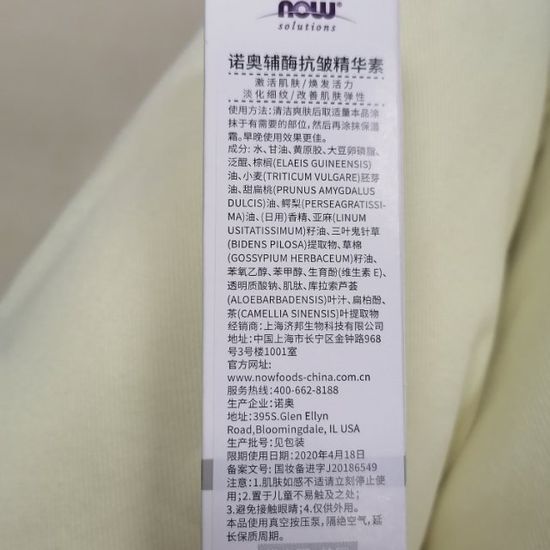 now
solutions
诺奥辅酶抗皱精华素
激活肌肤/焕发活力
淡化细纹/改善肌肤弹性
使用方法:清洁爽肤后取适量本品涂
抹于有需要的部位,然后再涂抹保湿
霜。早晚使用效果更佳。
成分: 水、甘油、黄原胶、大豆卵磷脂、
泛醌、棕榈(ELAEIS GUINEENSIS)
油、小麦(TRITICUM VULGARE)胚芽
油、甜扁桃(PRUNUS AMYGDALUS
DULCIS)油、鳄梨(PERSEAGRATISSI-
MA)油、(日用)香精、亚麻(LINUM
USITATISSIMUM)籽油、三叶鬼针草
(BIDENS PILOSA)提取物、草棉
(GOSSYPIUM HERBACEUM)籽油、
苯氧乙醇、苯甲醇、生育酚(维生素 E)、
透明质酸钠、肌肽、库拉索芦荟
(ALOEBARBADENSIS)叶汁、扁柏酚、
茶(CAMELLIA SINENSIS)叶提取物
经销商: 上海济邦生物科技有限公司
地址: 中国上海市长宁区金钟路968
号3号楼1001室
官方网址:
www.nowfoods-china.com.cn
服务热线:400-662-8188
生产企业: 诺奥
地址: 395S.Glen Ellyn
Road,Bloomingdale, IL USA
生产批号: 见包装
限期使用日期: 2020年4月18日
备案文号: 国妆备进字J20186549
注意:1.肌肤如感不适请立刻停止使
用;2.置于儿童不易触及之处;
3.避免接触眼睛;4.仅供外用。
本品使用真空按压泵,隔绝空气,延
长保质周期。